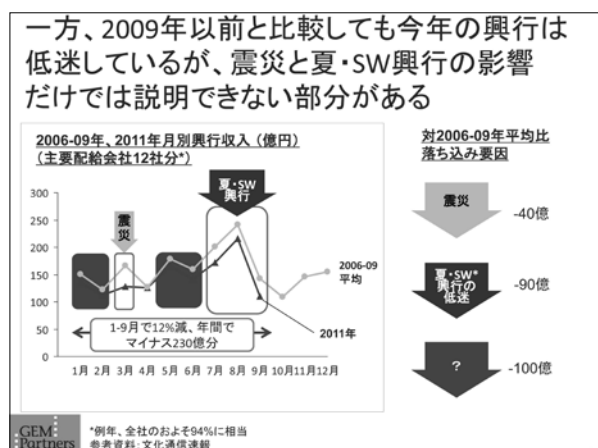 一方、2009年以前と比較しても今年の興行は
低迷しているが、震災と夏・SW興行の影響
だけでは説明できない部分がある
2006-09年、2011年月別興行収入（億円）
（主要配給会社12社分*）
300
250
200
150
100
50
0
震災
夏・SW
興行
2006-09
平均
2011年
1-9月で12%減、年間で
マイナス230億分
1月 2月 3月 4月 5月 6月 7月 8月 9月 10月 11月 12月
対2006-09年平均比
落ち込み要因
震災
-40億
夏・SW*
興行の
低迷
-90億
?
-100億
GEM
Partners
*例年、全社のおよそ94%に相当
参考資料：文化通信速報